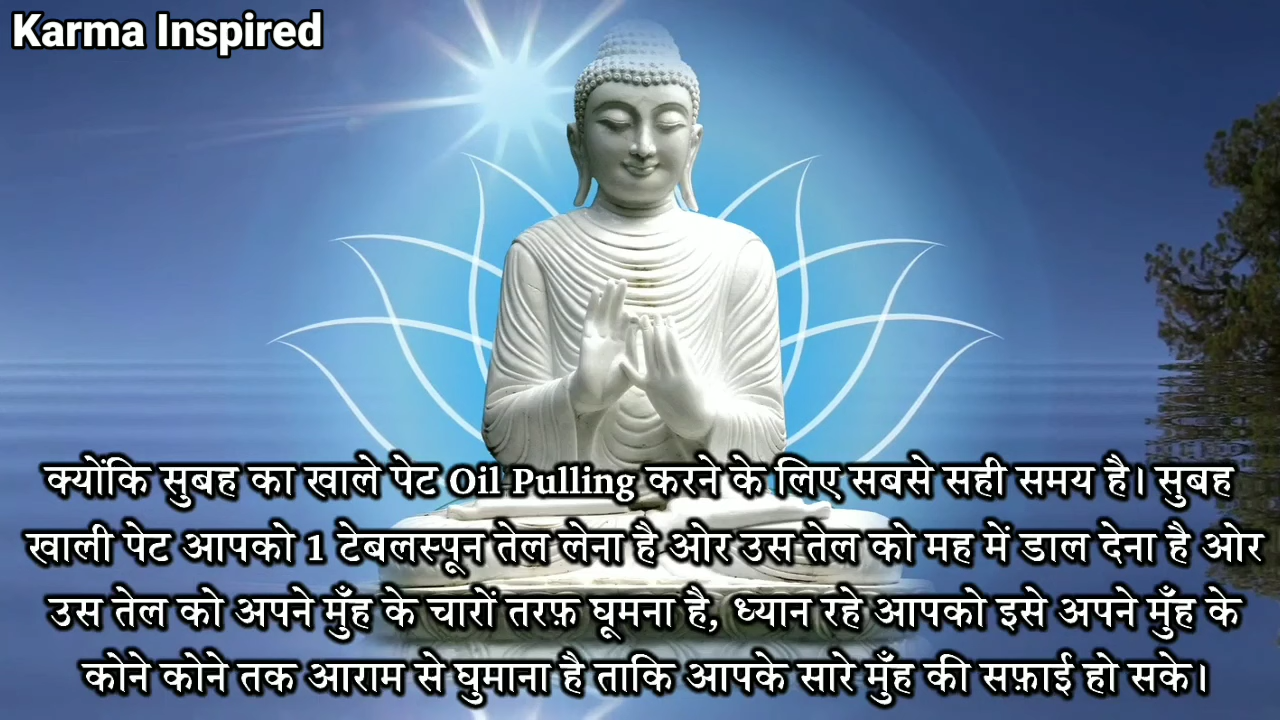 Karma Inspired
क्योंकि सुबह का खाले पेट Oil Pulling करने के लिए सबसे सही समय है। सुबह
खाली पेट आपको 1 टेबलस्पून तेल लेना है ओर उस तेल को मह में डाल देना है ओर
उस तेल को अपने मुँह के चारों तरफ़ घूमना है, ध्यान रहे आपको इसे अपने मुँह के
कोने कोने तक आराम से घुमाना है ताकि आपके सारे मुँह की सफ़ाई हो सके।